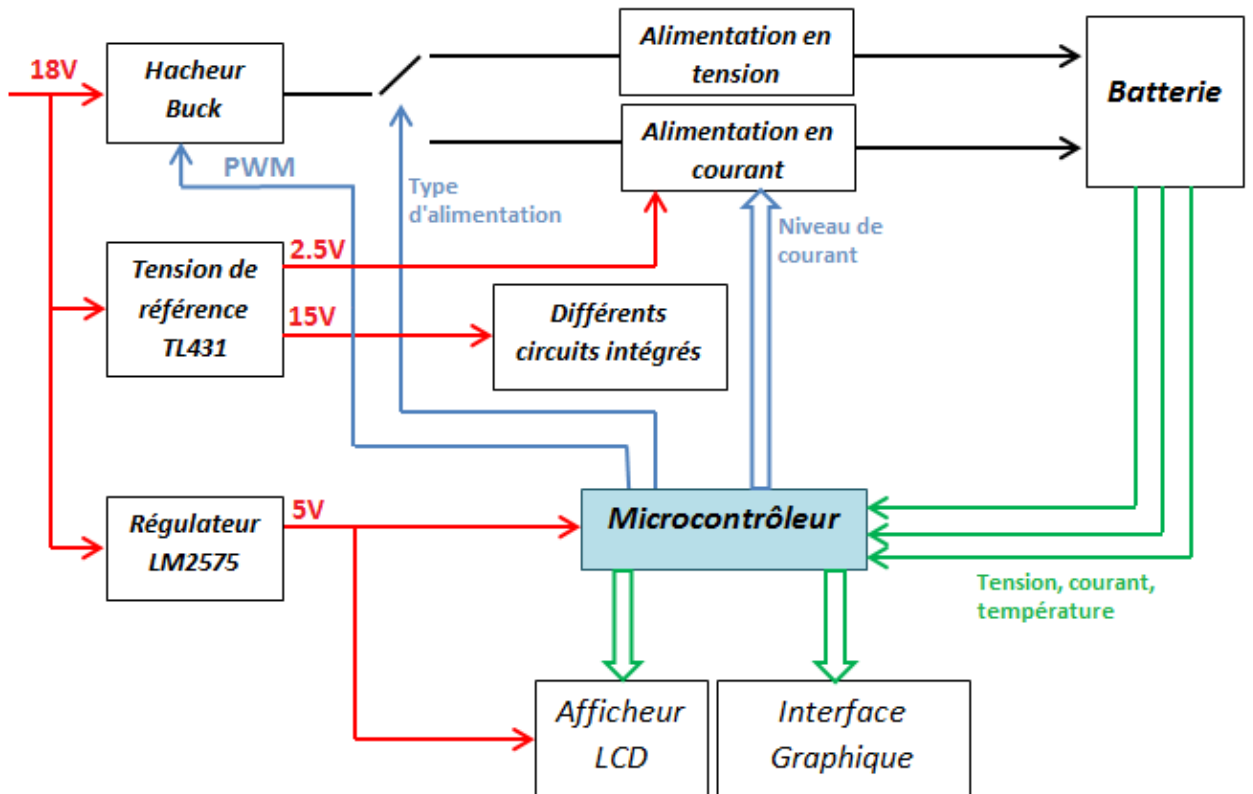 18V
Hacheur
Buck
Alimentation en
tension
Batterie
Alimentation en
courant
PWM
Type
d'alimentation
Niveau de
courant
Tension de
référence
TL431
2.5V
15V
Différents
circuits intégrés
Régulateur
LM2575
5V
Microcontrôleur
Tension, courant,
température
Afficheur
LCD
Interface
Graphique